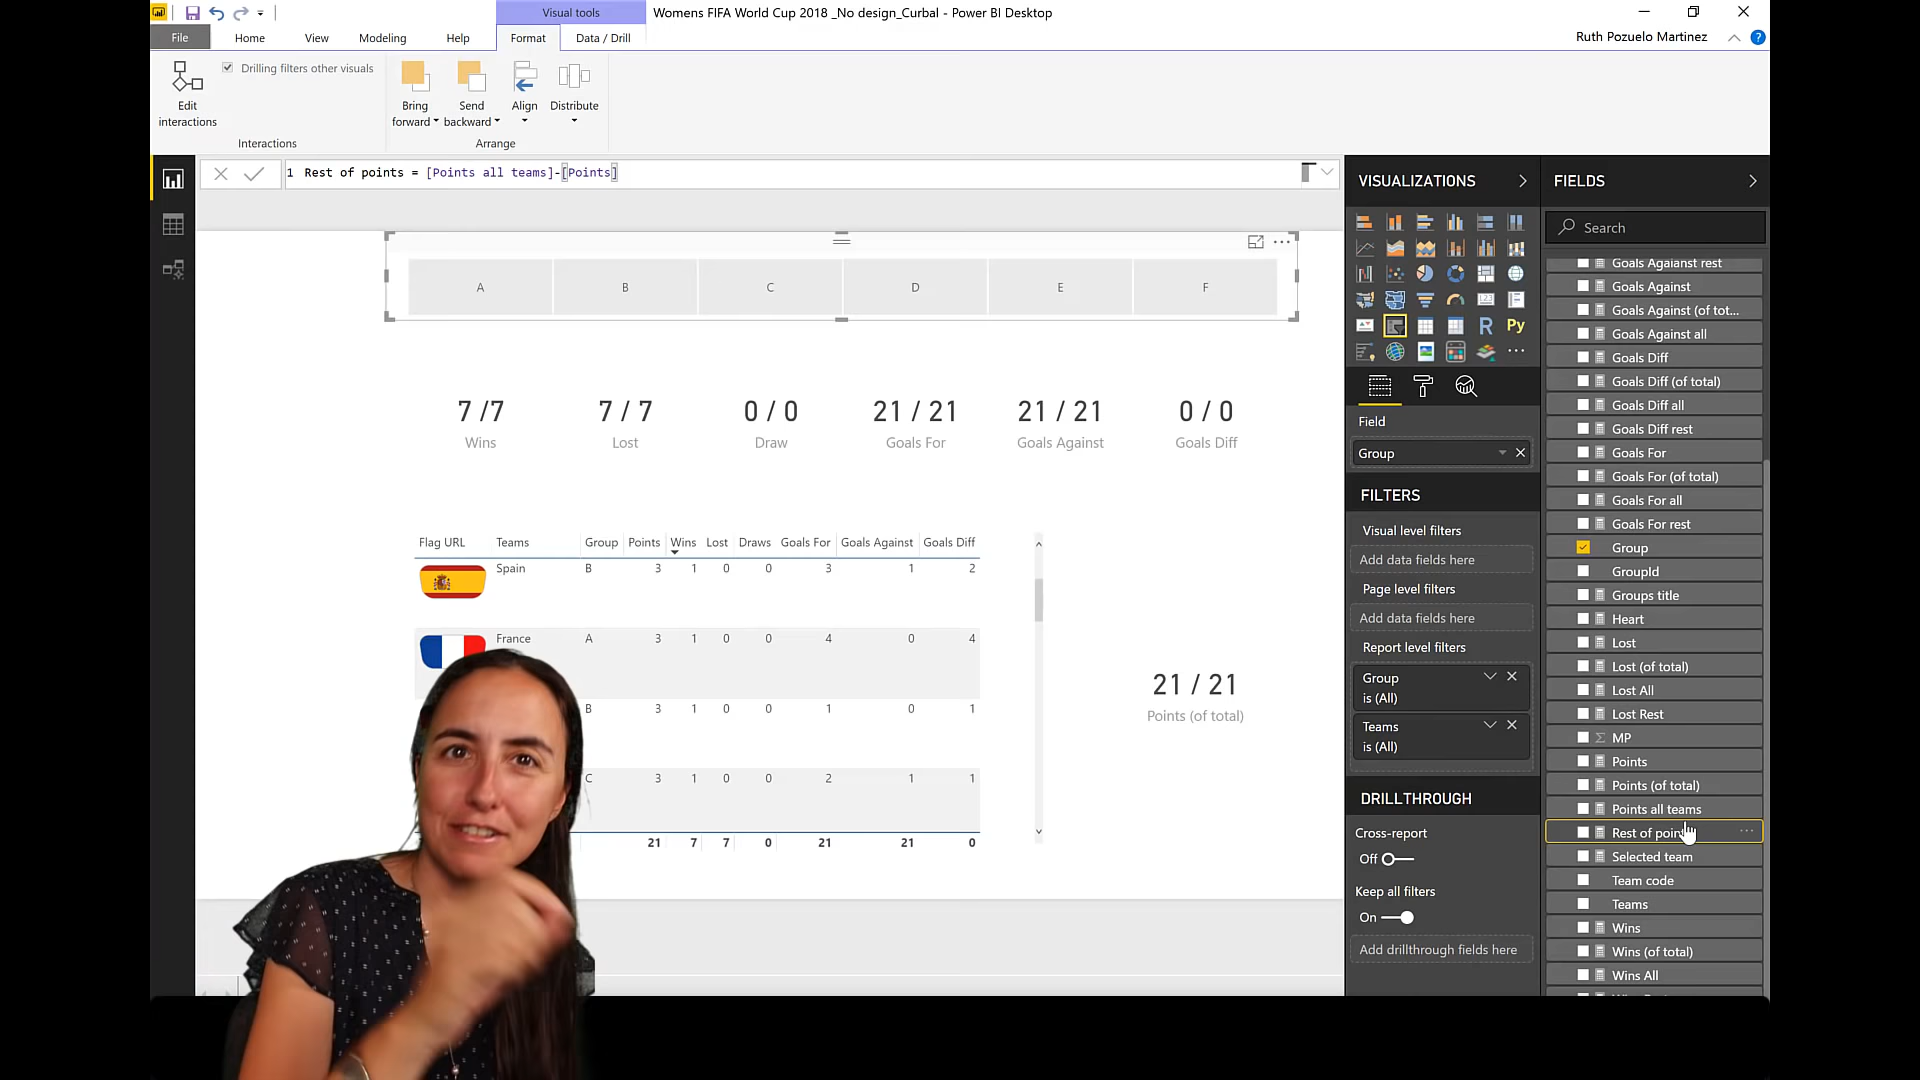 Visual tools
Womens FIFA World Cup 2018 _No design_Curbal - Power BI Desktop
File
Home
View
Modeling
Help
Format
Data / Drill
Ruth Pozuelo Martinez
?
Drilling filters other visuals
Edit interactions
Bring forward
Send backward
Align
Distribute
Interactions
Arrange
1 Rest of points = [Points all teams]-[Points]
A B C D E F
7 /7
Wins
7 / 7
Lost
0 / 0
Draw
21 / 21
Goals For
21 / 21
Goals Against
0 / 0
Goals Diff
Flag URL Teams Group Points Wins Lost Draws Goals For Goals Against Goals Diff
Spain B 3 1 0 0 3 1 2
France A 3 1 0 0 4 0 4
B 3 1 0 0 1 0 1
C 3 1 0 0 2 1 1
21 7 7 0 21 21 0
21 / 21
Points (of total)
VISUALIZATIONS
R
Py
Field
Group
FILTERS
Visual level filters
Add data fields here
Page level filters
Add data fields here
Report level filters
Group
is (All)
Teams
is (All)
DRILLTHROUGH
Cross-report
Off
Keep all filters
On
Add drillthrough fields here
FIELDS
Search
Goals Agaianst rest
Goals Against
Goals Against (of tot...
Goals Against all
Goals Diff
Goals Diff (of total)
Goals Diff all
Goals Diff rest
Goals For
Goals For (of total)
Goals For all
Goals For rest
Group
GroupId
Groups title
Heart
Lost
Lost (of total)
Lost All
Lost Rest
MP
Points
Points (of total)
Points all teams
Rest of
Selected team
Team code
Teams
Wins
Wins (of total)
Wins All